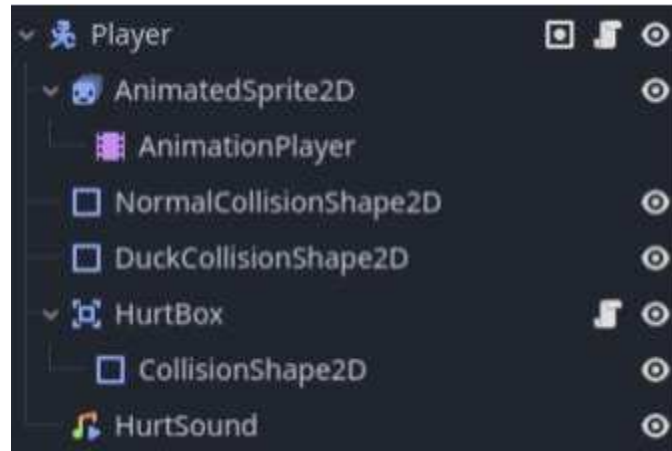 Player
AnimatedSprite2D
AnimationPlayer
NormalCollisionShape2D
DuckCollisionShape2D
HurtBox
CollisionShape2D
HurtSound